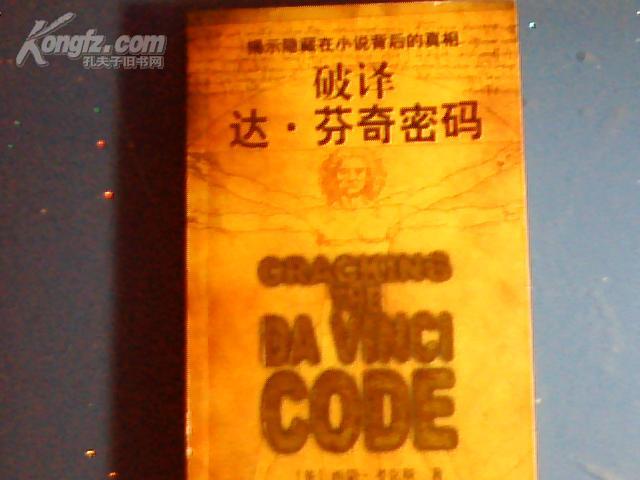 Kongfz.com
孔夫子旧书网
揭示隐藏在小说背后的真相
破译
达·芬奇密码
CRACKING
THE
DA VINCI
CODE
著